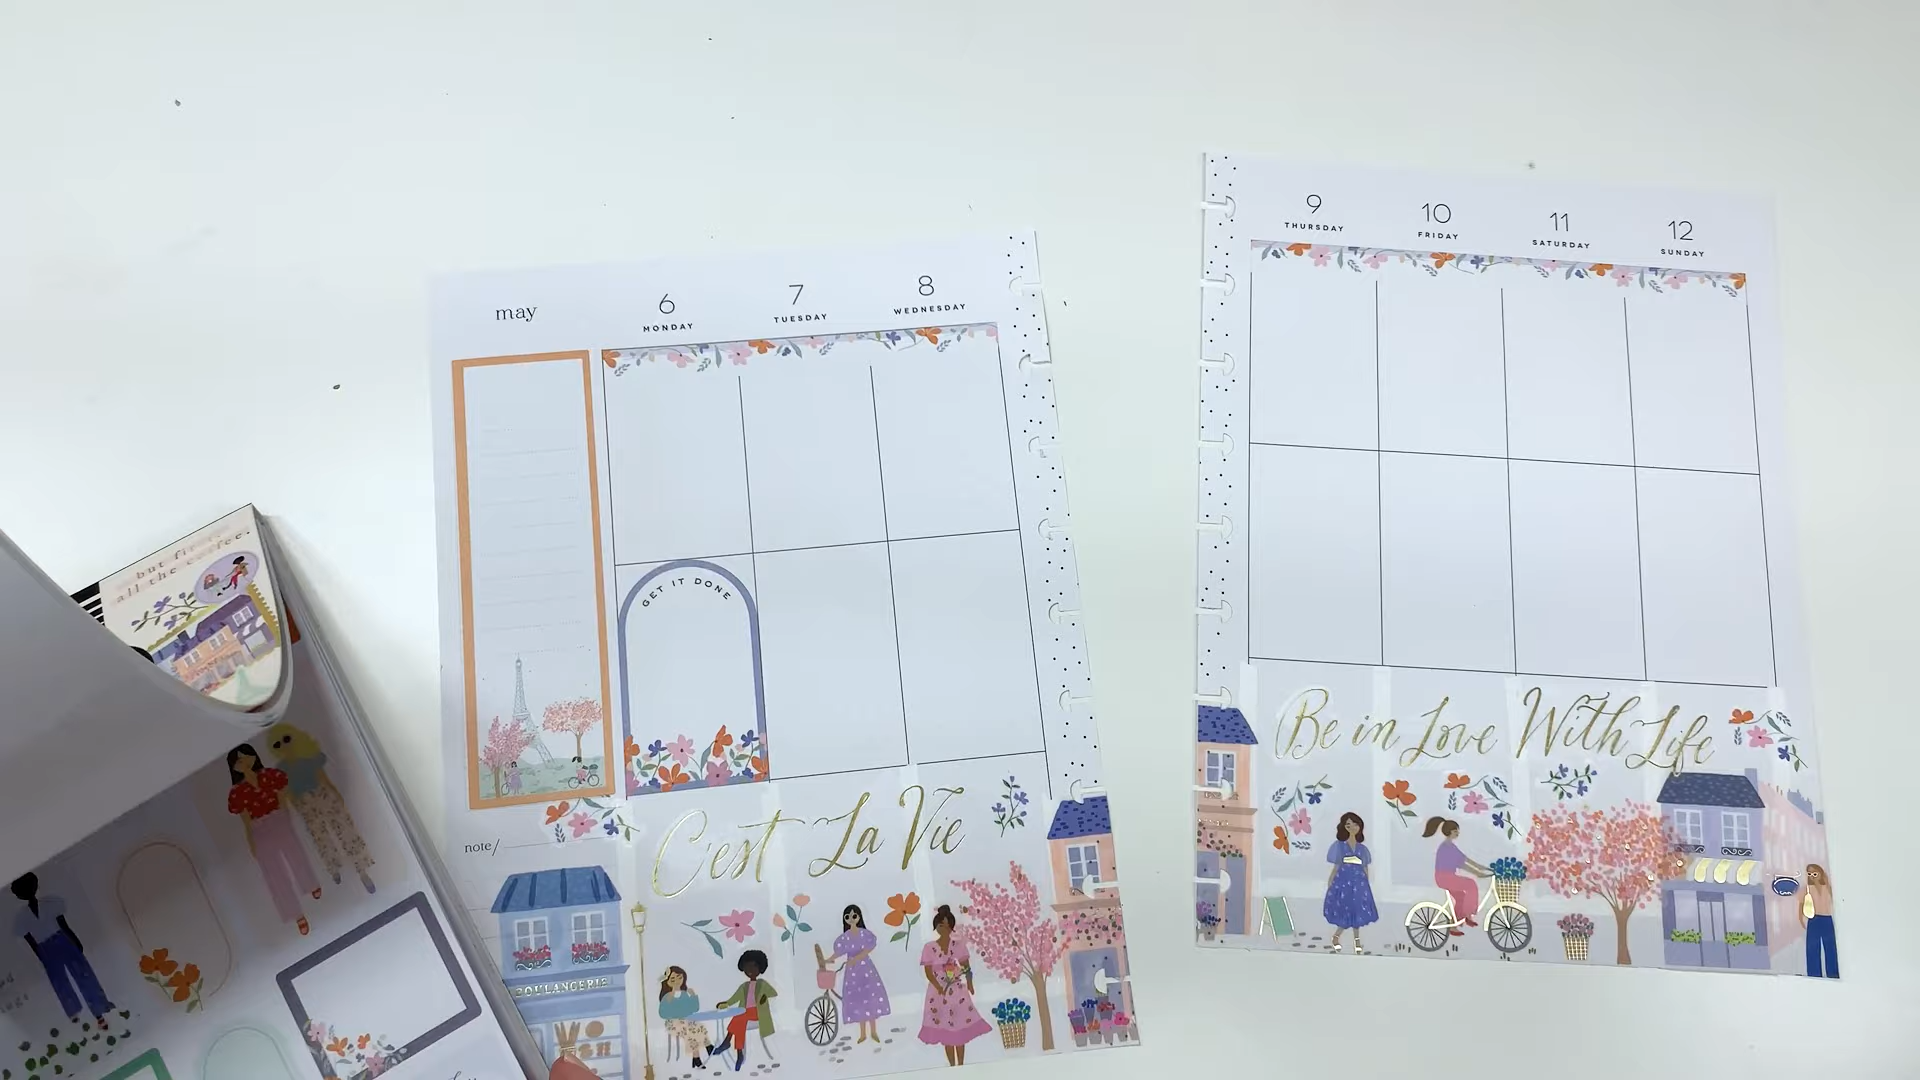 but first,
all the coffee.
may
6
MONDAY
7
TUESDAY
8
WEDNESDAY
GET IT DONE
note/
C'est La Vie
BOULANGERIE
9
THURSDAY
10
FRIDAY
11
SATURDAY
12
SUNDAY
Be in Love With Life